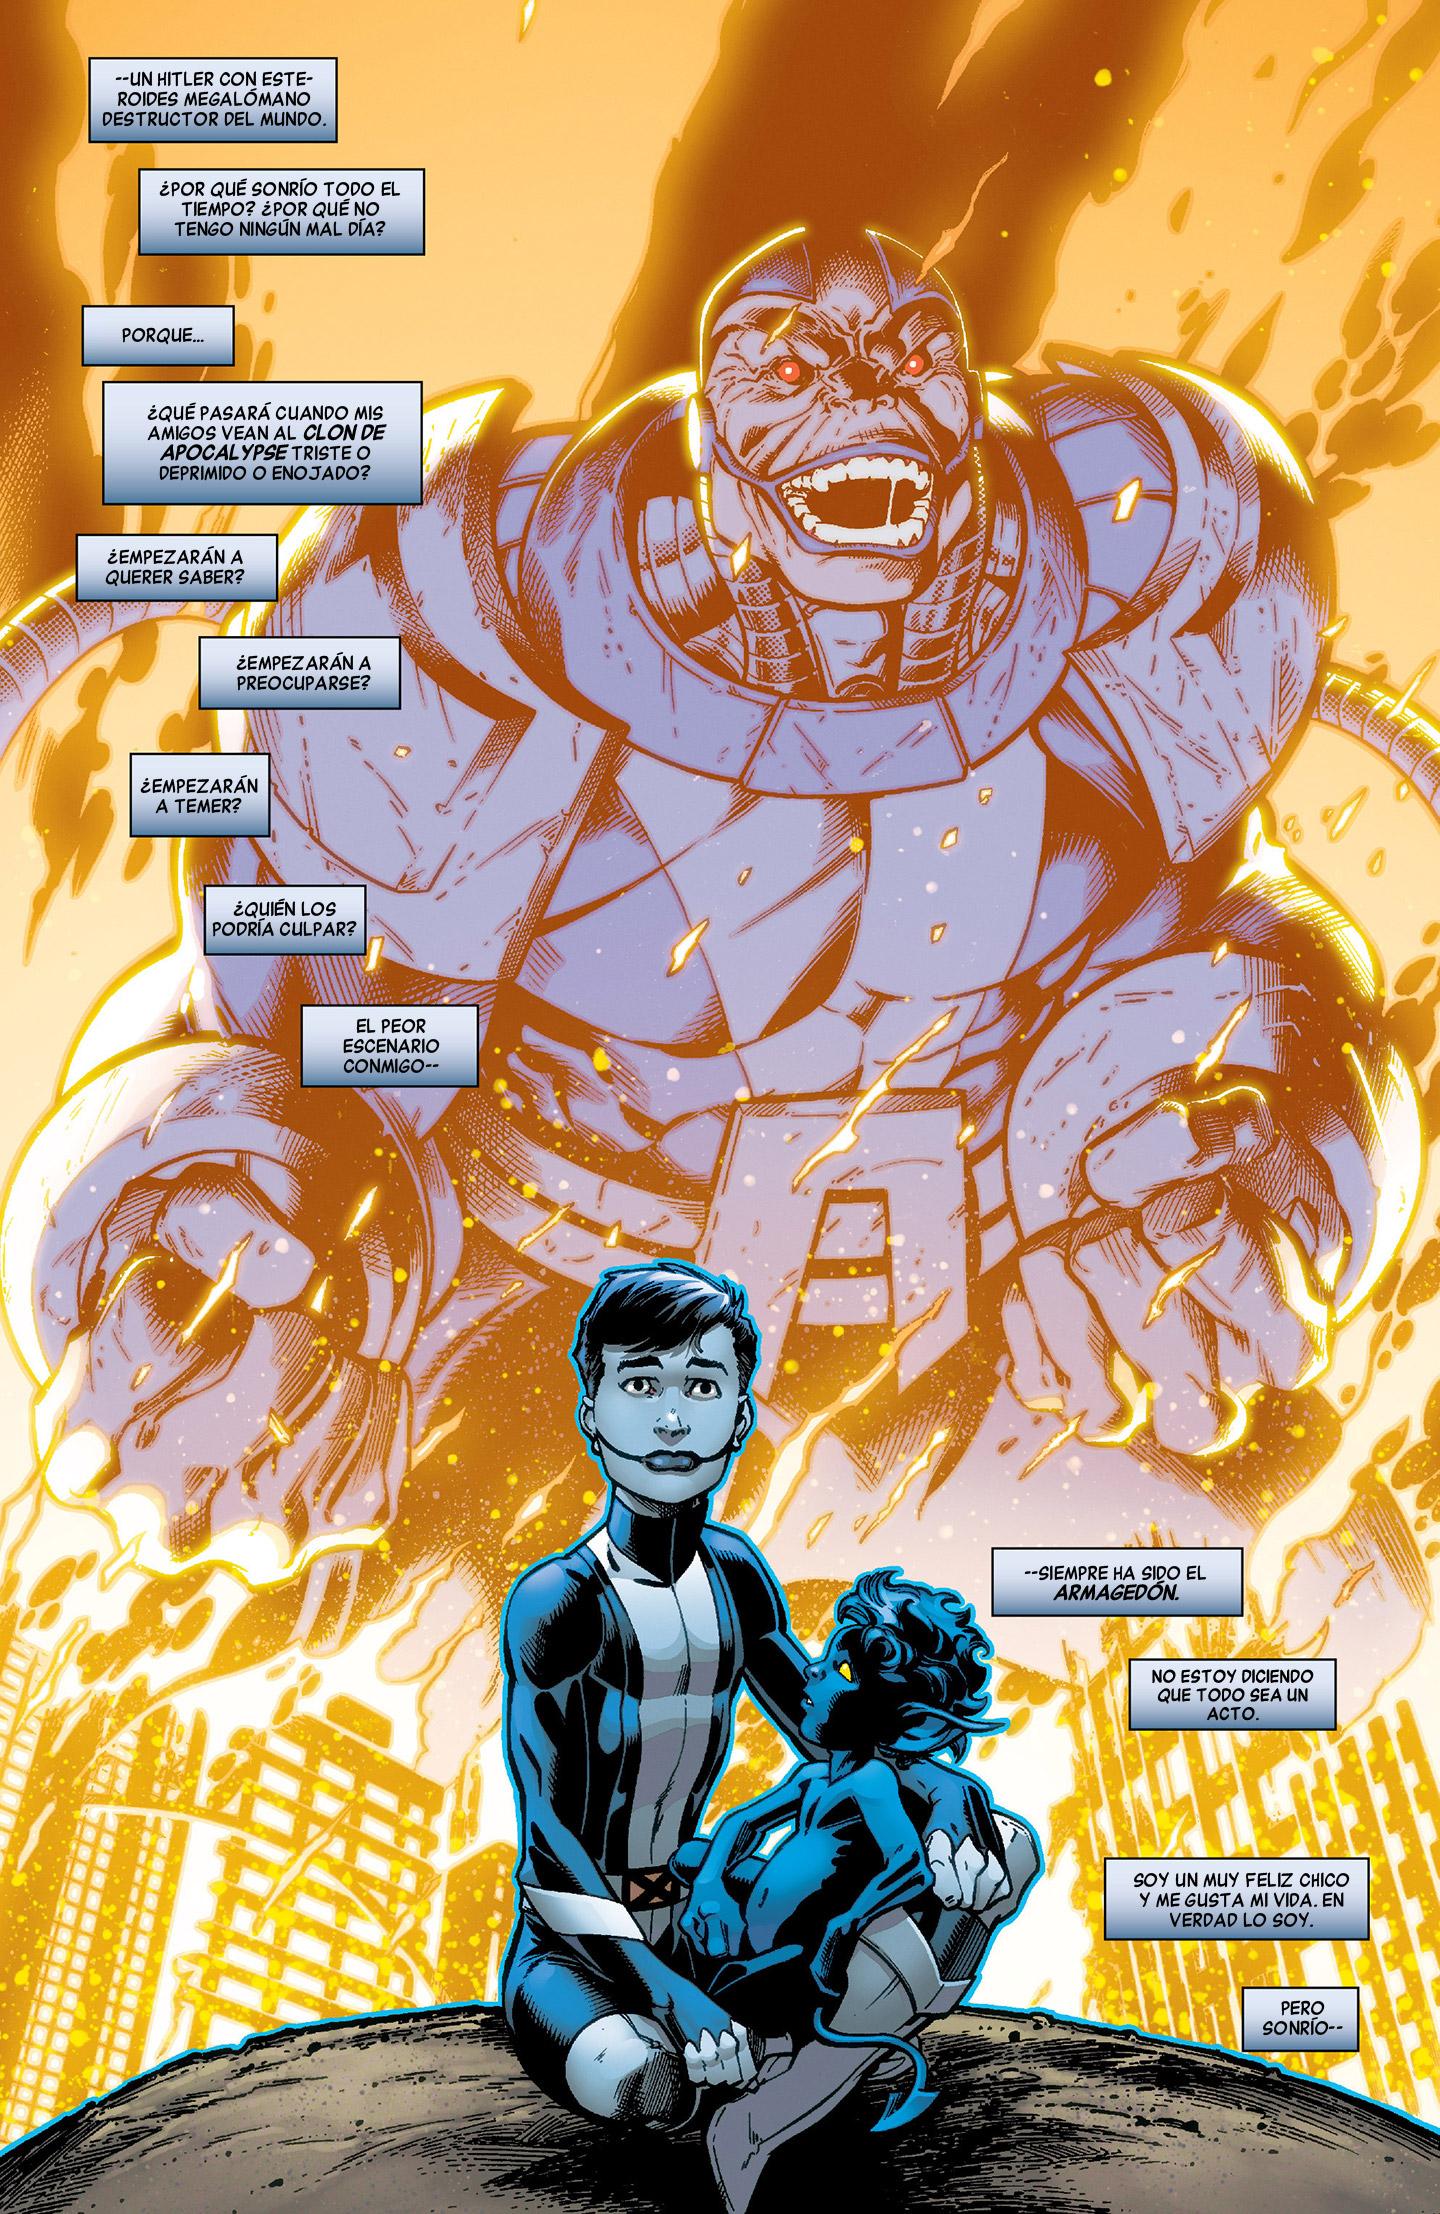 --UN HITLER CON ESTE-
ROIDES MEGALÓMANO
DESTRUCTOR DEL MUNDO.
¿POR QUÉ SONRÍO TODO EL
TIEMPO? ¿POR QUÉ NO
TENGO NINGÚN MAL DÍA?
PORQUE...
¿QUÉ PASARÁ CUANDO MIS
AMIGOS VEAN AL CLON DE
APOCALYPSE TRISTE O
DEPRIMIDO O ENOJADO?
¿EMPEZARÁN A
QUERER SABER?
¿EMPEZARÁN A
PREOCUPARSE?
¿EMPEZARÁN
A TEMER?
¿QUIÉN LOS
PODRÍA CULPAR?
EL PEOR
ESCENARIO
CONMIGO--
--SIEMPRE HA SIDO EL
ARMAGEDÓN.
NO ESTOY DICIENDO
QUE TODO SEA UN
ACTO.
SOY UN MUY FELIZ CHICO
Y ME GUSTA MI VIDA. EN
VERDAD LO SOY.
PERO
SONRÍO--